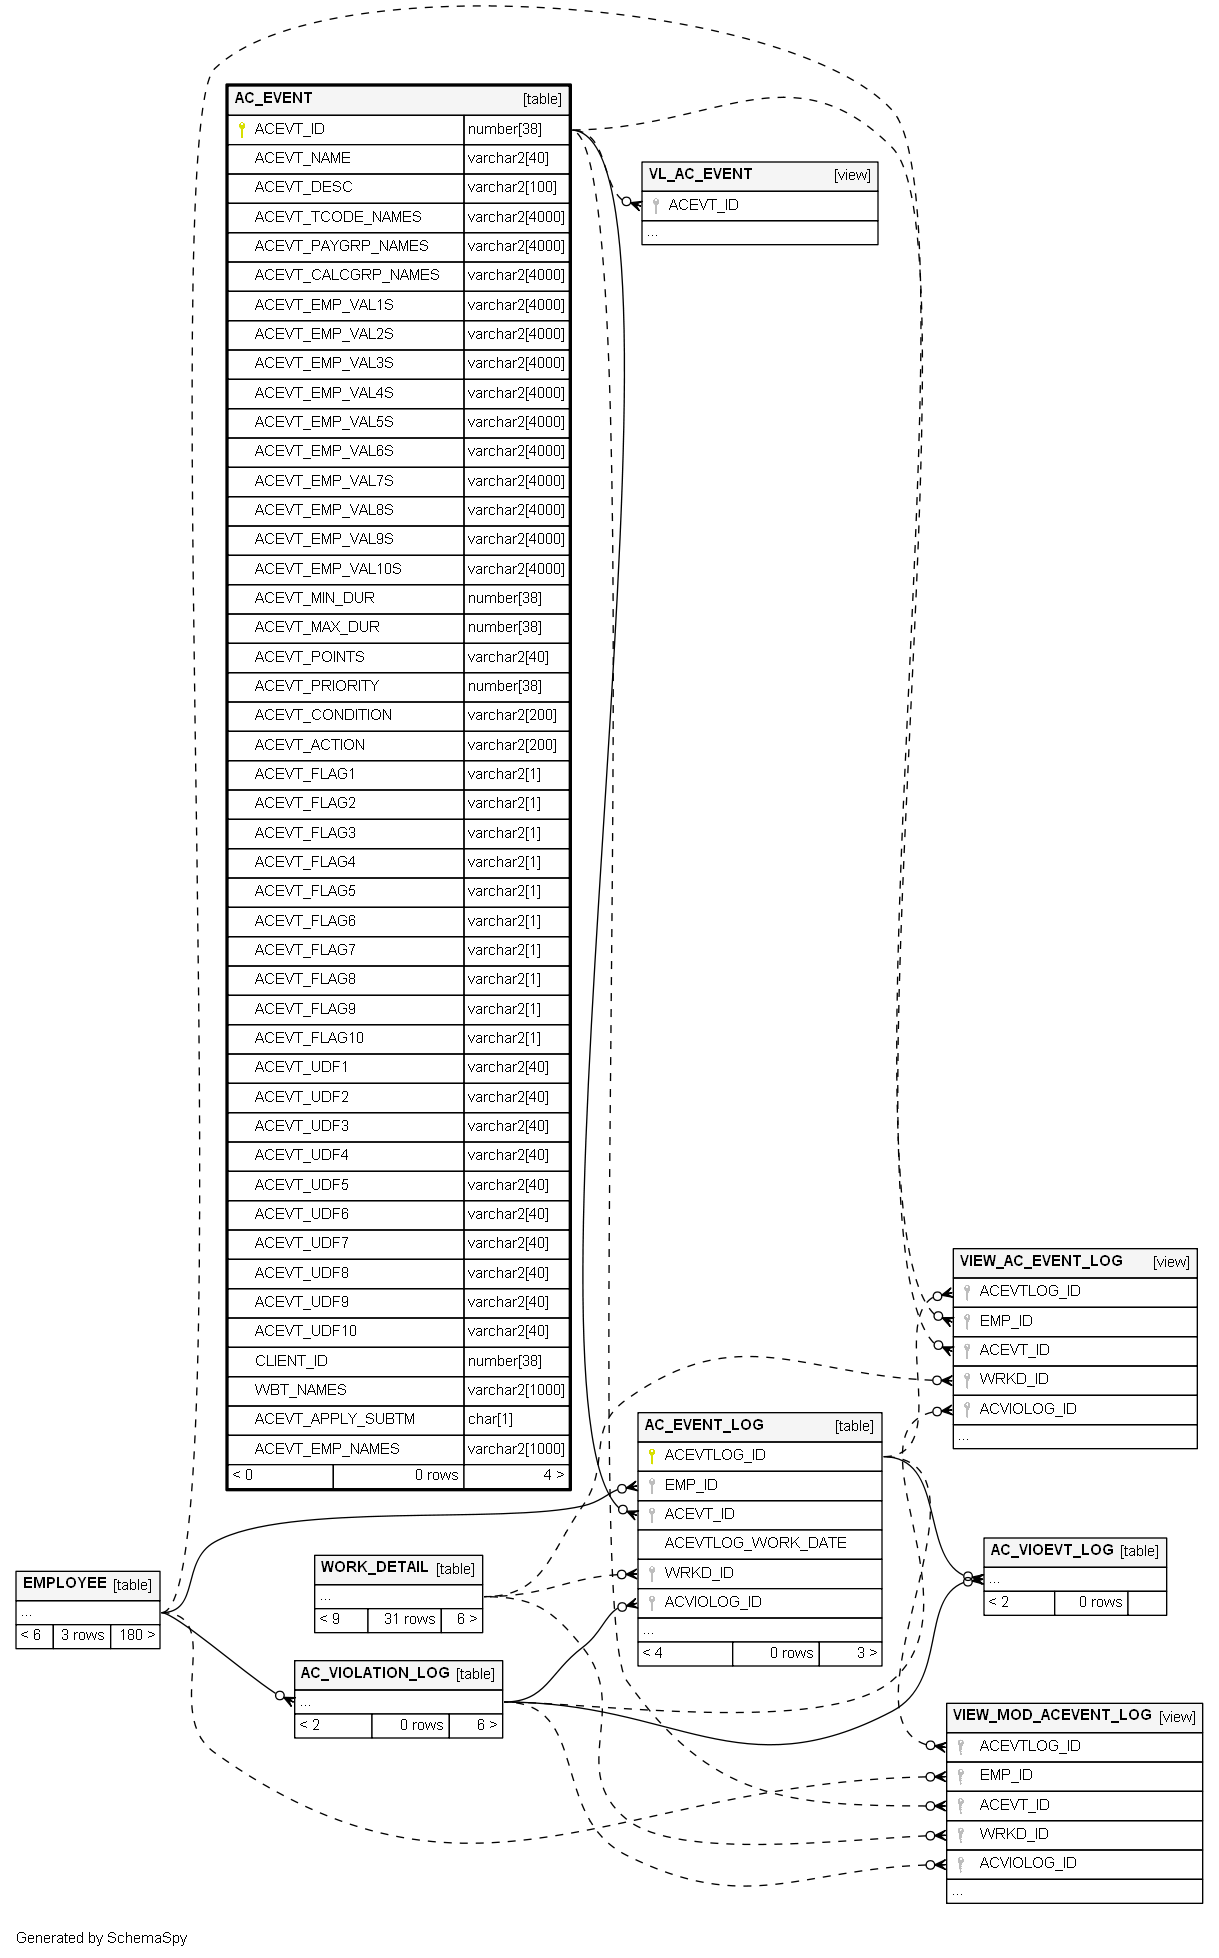 AC_EVENT [table]
ACEVT_ID number[38]
ACEVT_NAME varchar2[40]
ACEVT_DESC varchar2[100]
ACEVT_TCODE_NAMES varchar2[4000]
ACEVT_PAYGRP_NAMES varchar2[4000]
ACEVT_CALCGRP_NAMES varchar2[4000]
ACEVT_EMP_VAL1S varchar2[4000]
ACEVT_EMP_VAL2S varchar2[4000]
ACEVT_EMP_VAL3S varchar2[4000]
ACEVT_EMP_VAL4S varchar2[4000]
ACEVT_EMP_VAL5S varchar2[4000]
ACEVT_EMP_VAL6S varchar2[4000]
ACEVT_EMP_VAL7S varchar2[4000]
ACEVT_EMP_VAL8S varchar2[4000]
ACEVT_EMP_VAL9S varchar2[4000]
ACEVT_EMP_VAL10S varchar2[4000]
ACEVT_MIN_DUR number[38]
ACEVT_MAX_DUR number[38]
ACEVT_POINTS varchar2[40]
ACEVT_PRIORITY number[38]
ACEVT_CONDITION varchar2[200]
ACEVT_ACTION varchar2[200]
ACEVT_FLAG1 varchar2[1]
ACEVT_FLAG2 varchar2[1]
ACEVT_FLAG3 varchar2[1]
ACEVT_FLAG4 varchar2[1]
ACEVT_FLAG5 varchar2[1]
ACEVT_FLAG6 varchar2[1]
ACEVT_FLAG7 varchar2[1]
ACEVT_FLAG8 varchar2[1]
ACEVT_FLAG9 varchar2[1]
ACEVT_FLAG10 varchar2[1]
ACEVT_UDF1 varchar2[40]
ACEVT_UDF2 varchar2[40]
ACEVT_UDF3 varchar2[40]
ACEVT_UDF4 varchar2[40]
ACEVT_UDF5 varchar2[40]
ACEVT_UDF6 varchar2[40]
ACEVT_UDF7 varchar2[40]
ACEVT_UDF8 varchar2[40]
ACEVT_UDF9 varchar2[40]
ACEVT_UDF10 varchar2[40]
CLIENT_ID number[38]
WBT_NAMES varchar2[1000]
ACEVT_APPLY_SUBTM char[1]
ACEVT_EMP_NAMES varchar2[1000]
< 0 0 rows 4 >
VL_AC_EVENT [view]
ACEVT_ID
...
VIEW_AC_EVENT_LOG [view]
ACEVTLOG_ID
EMP_ID
ACEVT_ID
WRKD_ID
ACVIOLOG_ID
...
AC_EVENT_LOG [table]
ACEVTLOG_ID
EMP_ID
ACEVT_ID
ACEVTLOG_WORK_DATE
WRKD_ID
ACVIOLOG_ID
...
< 4 0 rows 3 >
AC_VIOEVT_LOG [table]
...
< 2 0 rows
EMPLOYEE [table]
...
< 6 3 rows 180 >
WORK_DETAIL [table]
...
< 9 31 rows 6 >
AC_VIOLATION_LOG [table]
...
< 2 0 rows 6 >
VIEW_MOD_ACEVENT_LOG [view]
ACEVTLOG_ID
EMP_ID
ACEVT_ID
WRKD_ID
ACVIOLOG_ID
...
Generated by SchemaSpy